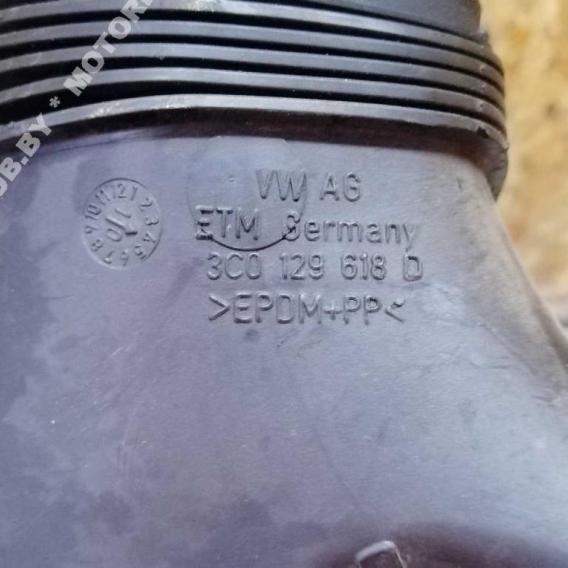 VW AG
ETM Germany
3C0 129 618 D
>EPDM+PP<